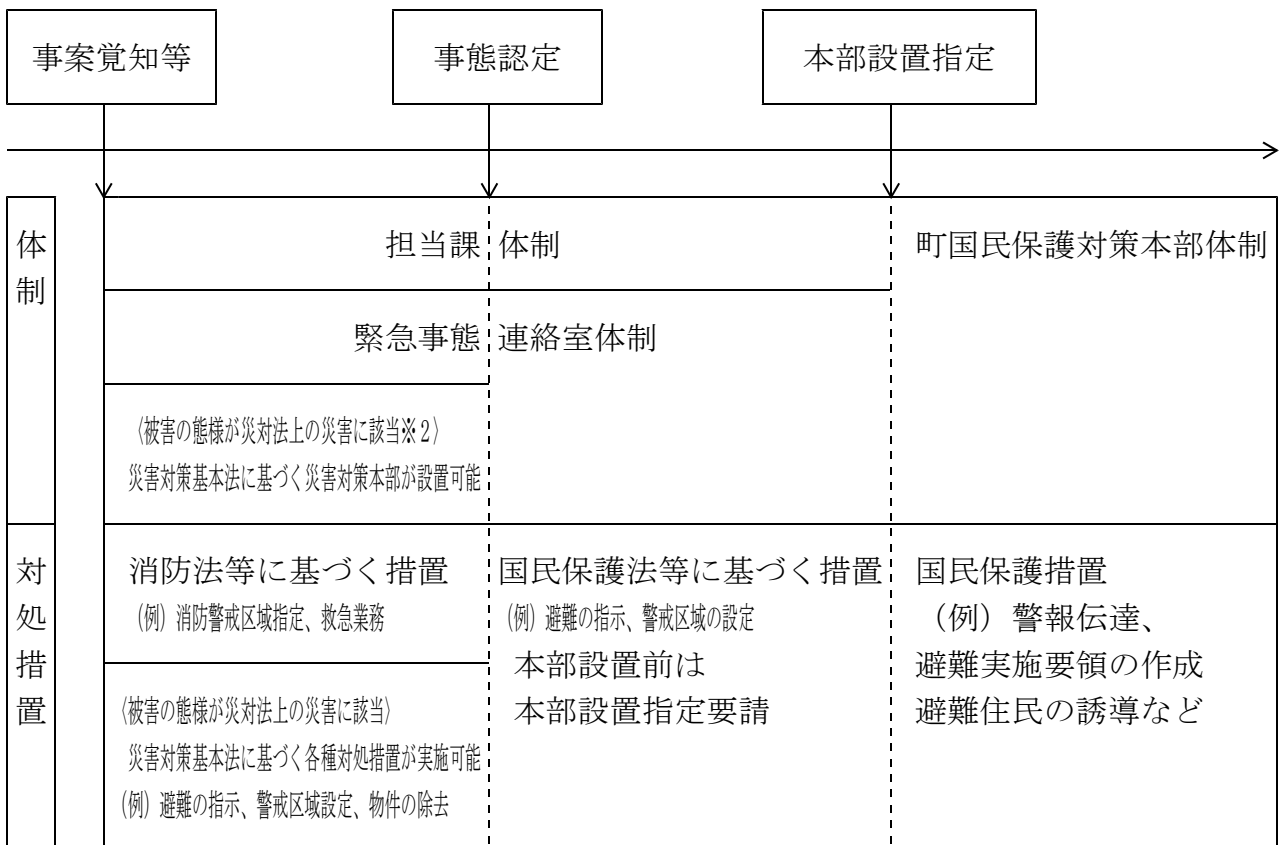 事案覚知等
事態認定
本部設置指定
体制
担当課体制
町国民保護対策本部体制
緊急事態連絡室体制
〈被害の態様が災対法上の災害に該当※2〉
災害対策基本法に基づく災害対策本部が設置可能
対処措置
消防法等に基づく措置
(例) 消防警戒区域指定、救急業務
〈被害の態様が災対法上の災害に該当〉
災害対策基本法に基づく各種対処措置が実施可能
(例) 避難の指示、警戒区域設定、物件の除去
国民保護法等に基づく措置
(例) 避難の指示、警戒区域の設定
本部設置前は
本部設置指定要請
国民保護措置
（例）警報伝達、
避難実施要領の作成
避難住民の誘導など